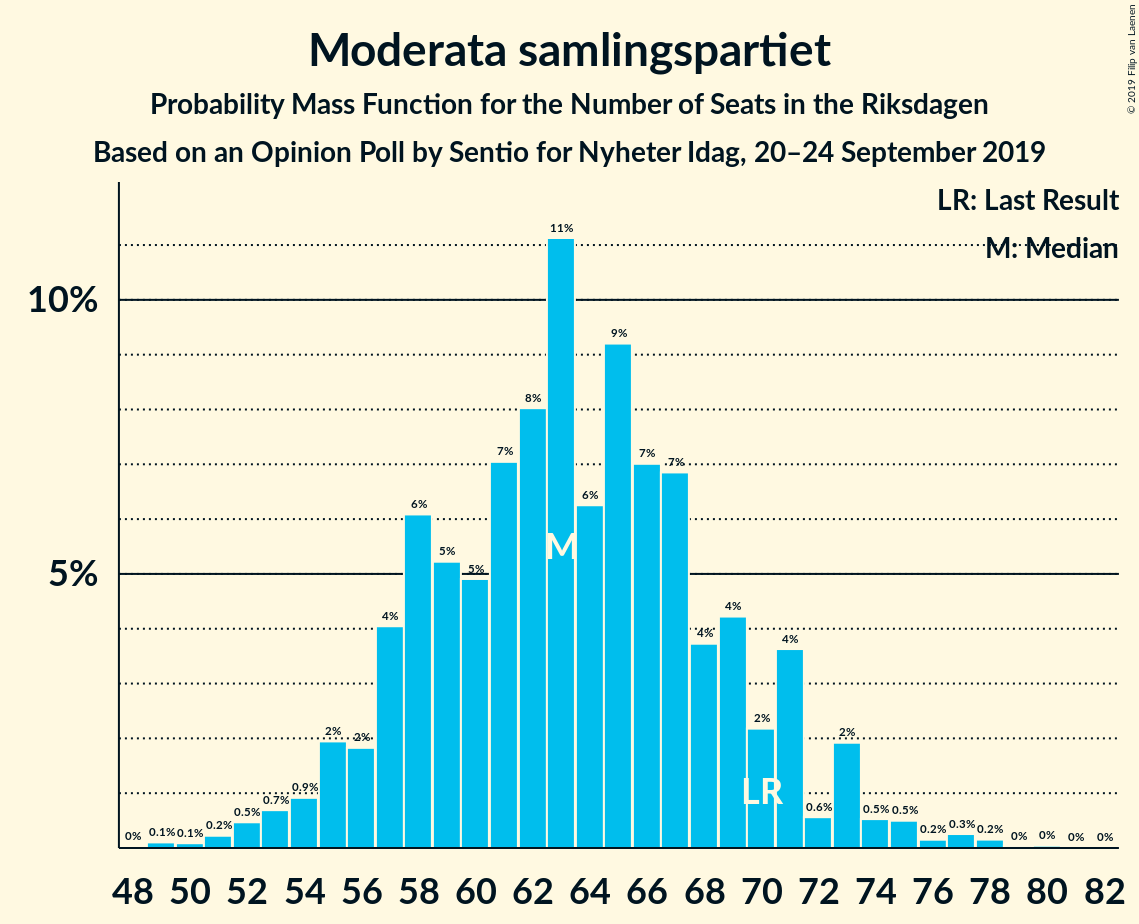 © 2019 Filip van Laenen
Moderata samlingspartiet
Probability Mass Function for the Number of Seats in the Riksdagen
Based on an Opinion Poll by Sentio for Nyheter Idag, 20–24 September 2019
LR: Last Result
M: Median
10%
5%
0% 0.1% 0.1% 0.2% 0.5% 0.7% 0.9% 2% 2% 4% 6% 5% 5% 7% 8% 11% 6% 9% 7% 7% 4% 4% 2% 4% 0.6% 2% 0.5% 0.5% 0.2% 0.3% 0.2% 0% 0% 0% 0%
M
LR
48 50 52 54 56 58 60 62 64 66 68 70 72 74 76 78 80 82